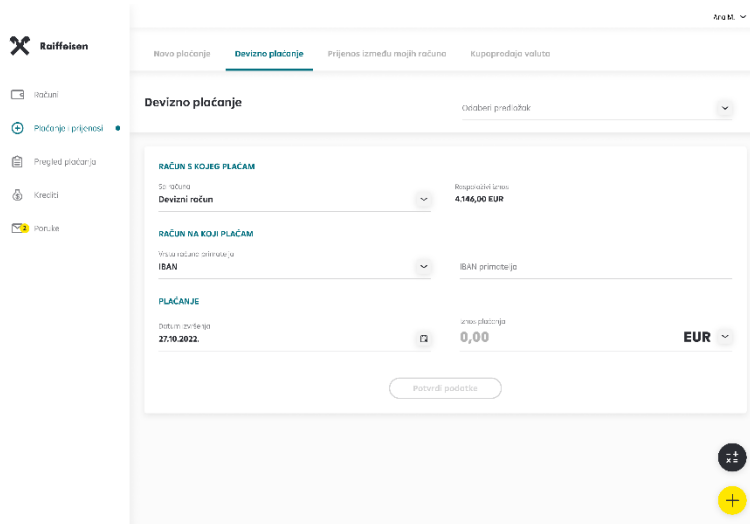 Ana M.
Raiffeisen
Novo plaćanje
Devizno plaćanje
Prijenos između mojih računa
Kupoprodaja valuta
Računi
Plaćanje i prijenosi
Pregled plaćanja
Krediti
Poruke
2
Devizno plaćanje
Odaberi predložak
RAČUN S KOJEG PLAĆAM
Sa računa
Devizni račun
Raspoloživi iznos
4.146,00 EUR
RAČUN NA KOJI PLAĆAM
Vrsta računa primatelja
IBAN
IBAN primatelja
PLAĆANJE
Datum izvršenja
27.10.2022.
Iznos plaćanja
0,00
EUR
Potvrdi podatke